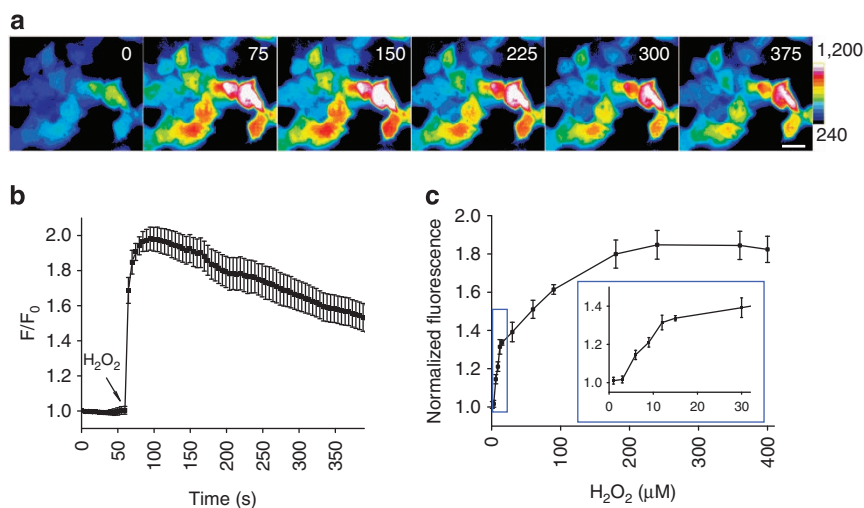 a
0 75 150 225 300 375
1,200
240
b
F/F₀
2.0
1.8
1.6
1.4
1.2
1.0
H₂O₂
0 50 100 150 200 250 300 350
Time (s)
c
Normalized fluorescence
2.0
1.8
1.6
1.4
1.2
1.0
1.4
1.2
1.0
0 10 20 30
0 100 200 300 400
H₂O₂ (μM)